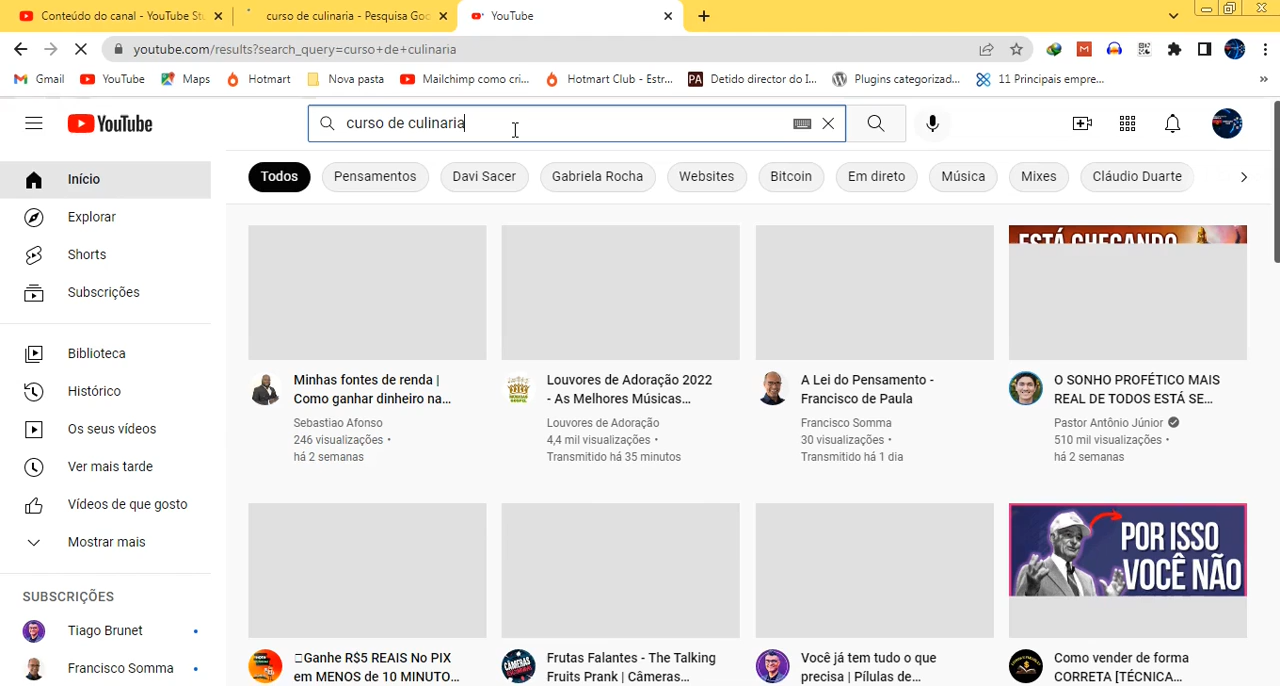 Conteúdo do canal - YouTube Stu
curso de culinaria - Pesquisa Goo
YouTube
youtube.com/results?search_query=curso+de+culinaria
Gmail
YouTube
Maps
Hotmart
Nova pasta
Mailchimp como cri...
Hotmart Club - Estr...
PA
Detido director do I...
Plugins categorizad...
11 Principais empre...
»
YouTube
curso de culinaria
Todos
Pensamentos
Davi Sacer
Gabriela Rocha
Websites
Bitcoin
Em direto
Música
Mixes
Cláudio Duarte
Início
Explorar
Shorts
Subscrições
Biblioteca
Histórico
Os seus vídeos
Ver mais tarde
Vídeos de que gosto
Mostrar mais
SUBSCRIÇÕES
Tiago Brunet
Francisco Somma
ESTÁ CHEGANDO
Minhas fontes de renda |
Como ganhar dinheiro na...
Sebastiao Afonso
246 visualizações •
há 2 semanas
Louvores de Adoração 2022
- As Melhores Músicas...
Louvores de Adoração
4,4 mil visualizações •
Transmitido há 35 minutos
A Lei do Pensamento -
Francisco de Paula
Francisco Somma
30 visualizações •
Transmitido há 1 dia
O SONHO PROFÉTICO MAIS
REAL DE TODOS ESTÁ SE...
Pastor Antônio Júnior
510 mil visualizações •
há 2 semanas
POR ISSO
VOCÊ NÃO
Ganhe R$5 REAIS No PIX
em MENOS de 10 MINUTO...
Frutas Falantes - The Talking
Fruits Prank | Câmeras...
Você já tem tudo o que
precisa | Pílulas de...
Como vender de forma
CORRETA [TÉCNICA...